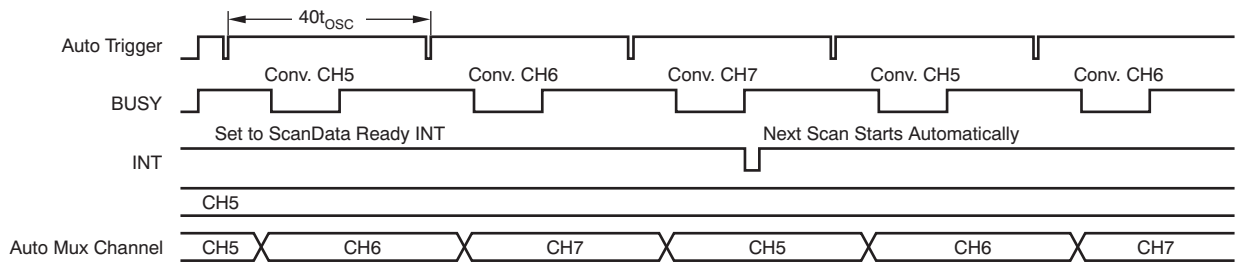 40tOSC
Auto Trigger
Conv. CH5 Conv. CH6 Conv. CH7 Conv. CH5 Conv. CH6
BUSY
Set to ScanData Ready INT Next Scan Starts Automatically
INT
CH5
Auto Mux Channel CH5 CH6 CH7 CH5 CH6 CH7